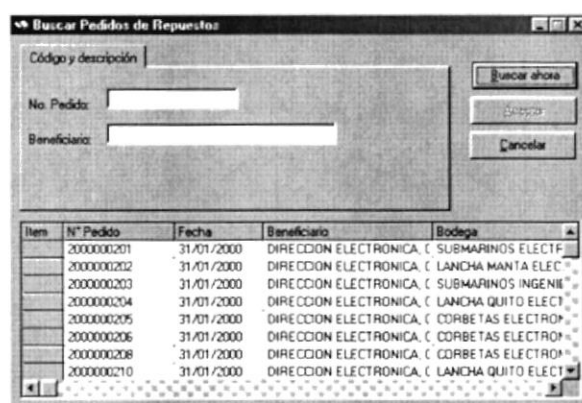 Buscar Pedidos de Repuestos
Código y descripción
No. Pedido:
Beneficiario:
Buscar ahora
Aceptar
Cancelar
Item N° Pedido Fecha Beneficiario Bodega
2000000201 31/01/2000 DIRECCION ELECTRONICA, C SUBMARINOS ELECTF
2000000202 31/01/2000 DIRECCION ELECTRONICA, C LANCHA MANTA ELEC
2000000203 31/01/2000 DIRECCION ELECTRONICA, C SUBMARINOS INGENIE
2000000204 31/01/2000 DIRECCION ELECTRONICA, C LANCHA QUITO ELECT
2000000205 31/01/2000 DIRECCION ELECTRONICA, C CORBETAS ELECTRON
2000000206 31/01/2000 DIRECCION ELECTRONICA, C CORBETAS ELECTRON
2000000208 31/01/2000 DIRECCION ELECTRONICA, C CORBETAS ELECTRON
2000000210 31/01/2000 DIRECCION ELECTRONICA, C LANCHA QUITO ELECT